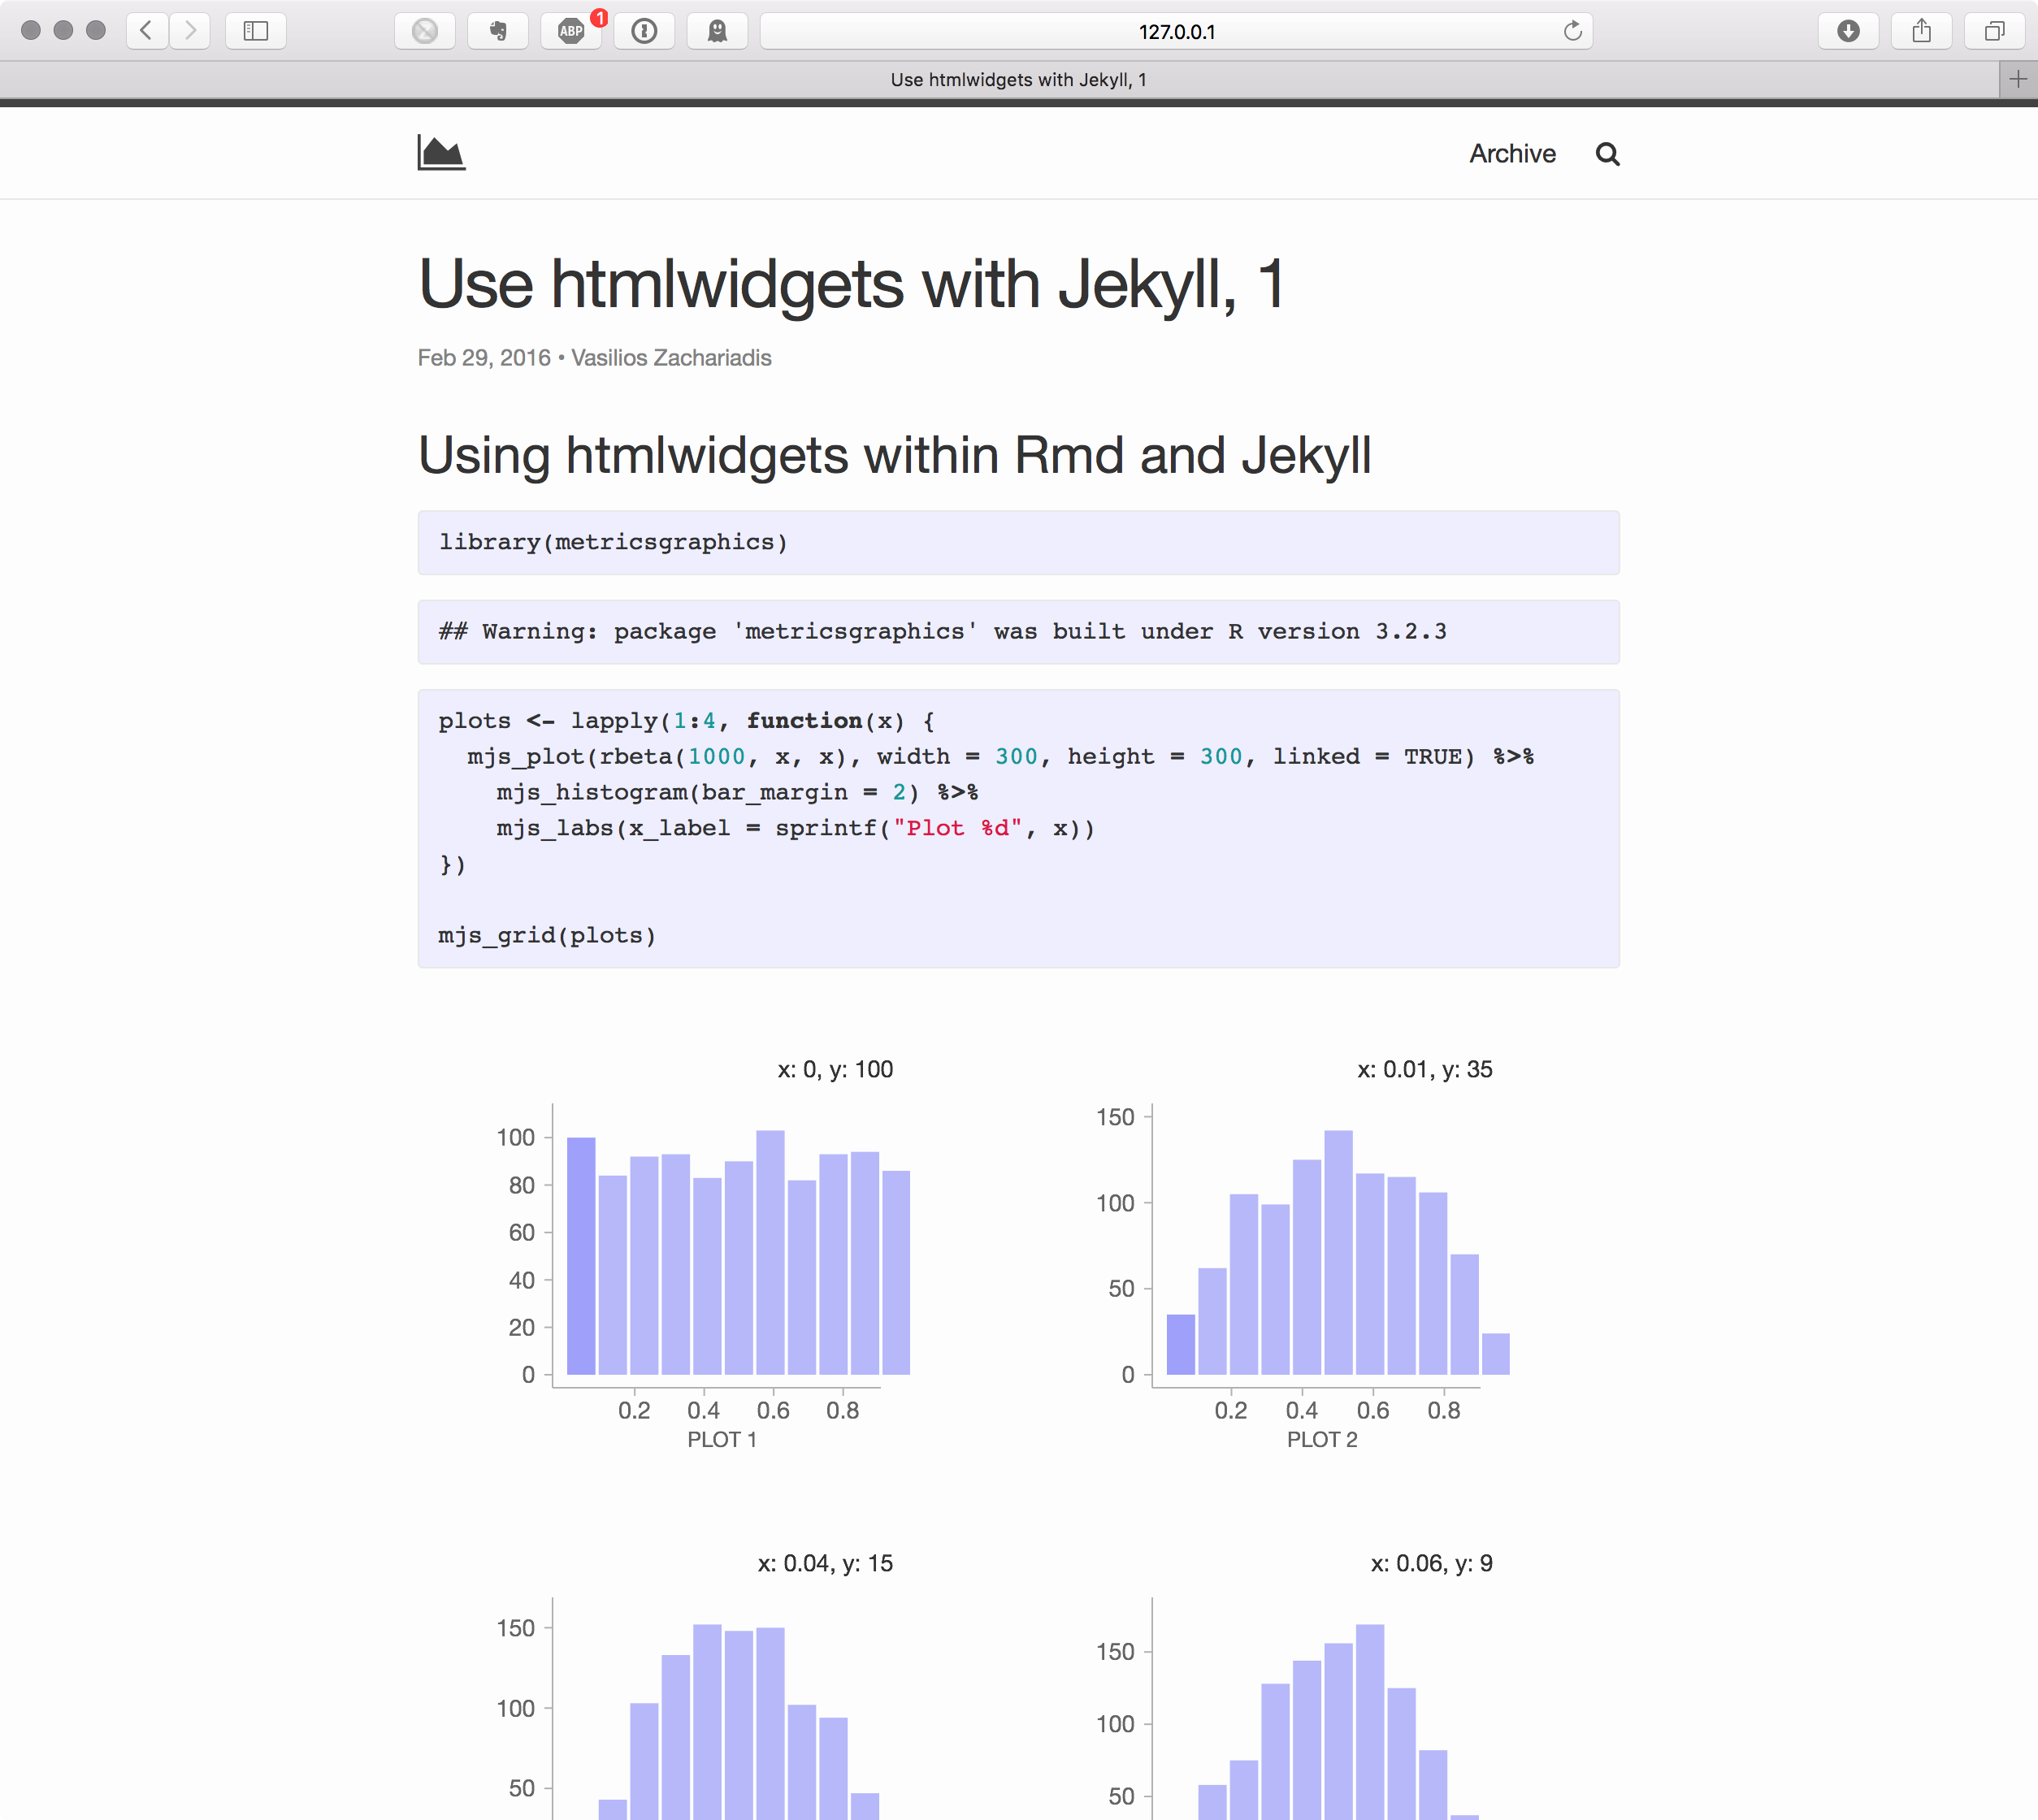 ABP
1
127.0.0.1
Use htmlwidgets with Jekyll, 1
Archive
Use htmlwidgets with Jekyll, 1
Feb 29, 2016 • Vasilios Zachariadis
Using htmlwidgets within Rmd and Jekyll
library(metricsgraphics)
## Warning: package 'metricsgraphics' was built under R version 3.2.3
plots <- lapply(1:4, function(x) {
  mjs_plot(rbeta(1000, x, x), width = 300, height = 300, linked = TRUE) %>%
    mjs_histogram(bar_margin = 2) %>%
    mjs_labs(x_label = sprintf("Plot %d", x))
})
mjs_grid(plots)
x: 0, y: 100
100
80
60
40
20
0
0.2 0.4 0.6 0.8
PLOT 1
x: 0.01, y: 35
150
100
50
0
0.2 0.4 0.6 0.8
PLOT 2
x: 0.04, y: 15
150
100
50
x: 0.06, y: 9
150
100
50